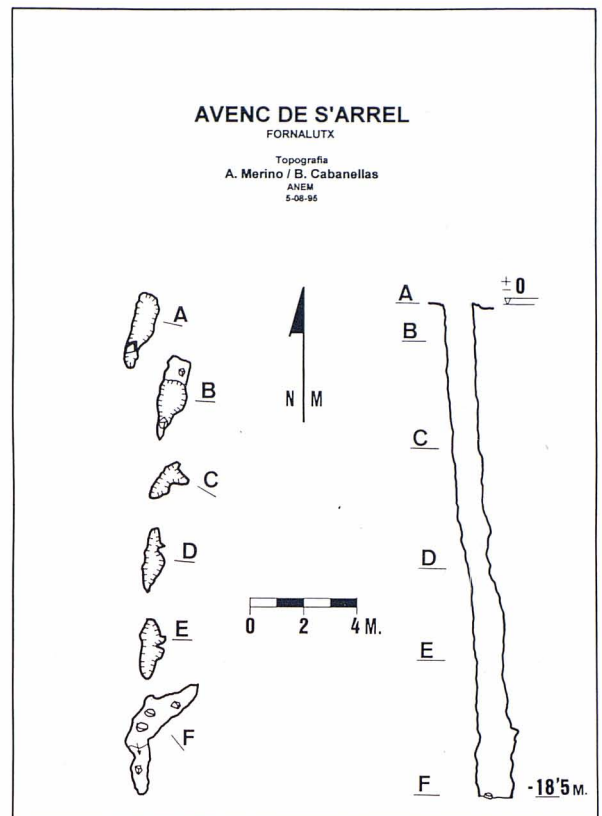 AVENC DE S'ARREL
FORNALUTX
Topografia
A. Merino / B. Cabanellas
ANEM
5-08-95
A
B
C
D
E
F
N M
0 2 4 M.
A
B
C
D
E
F
± 0
-18'5 M.